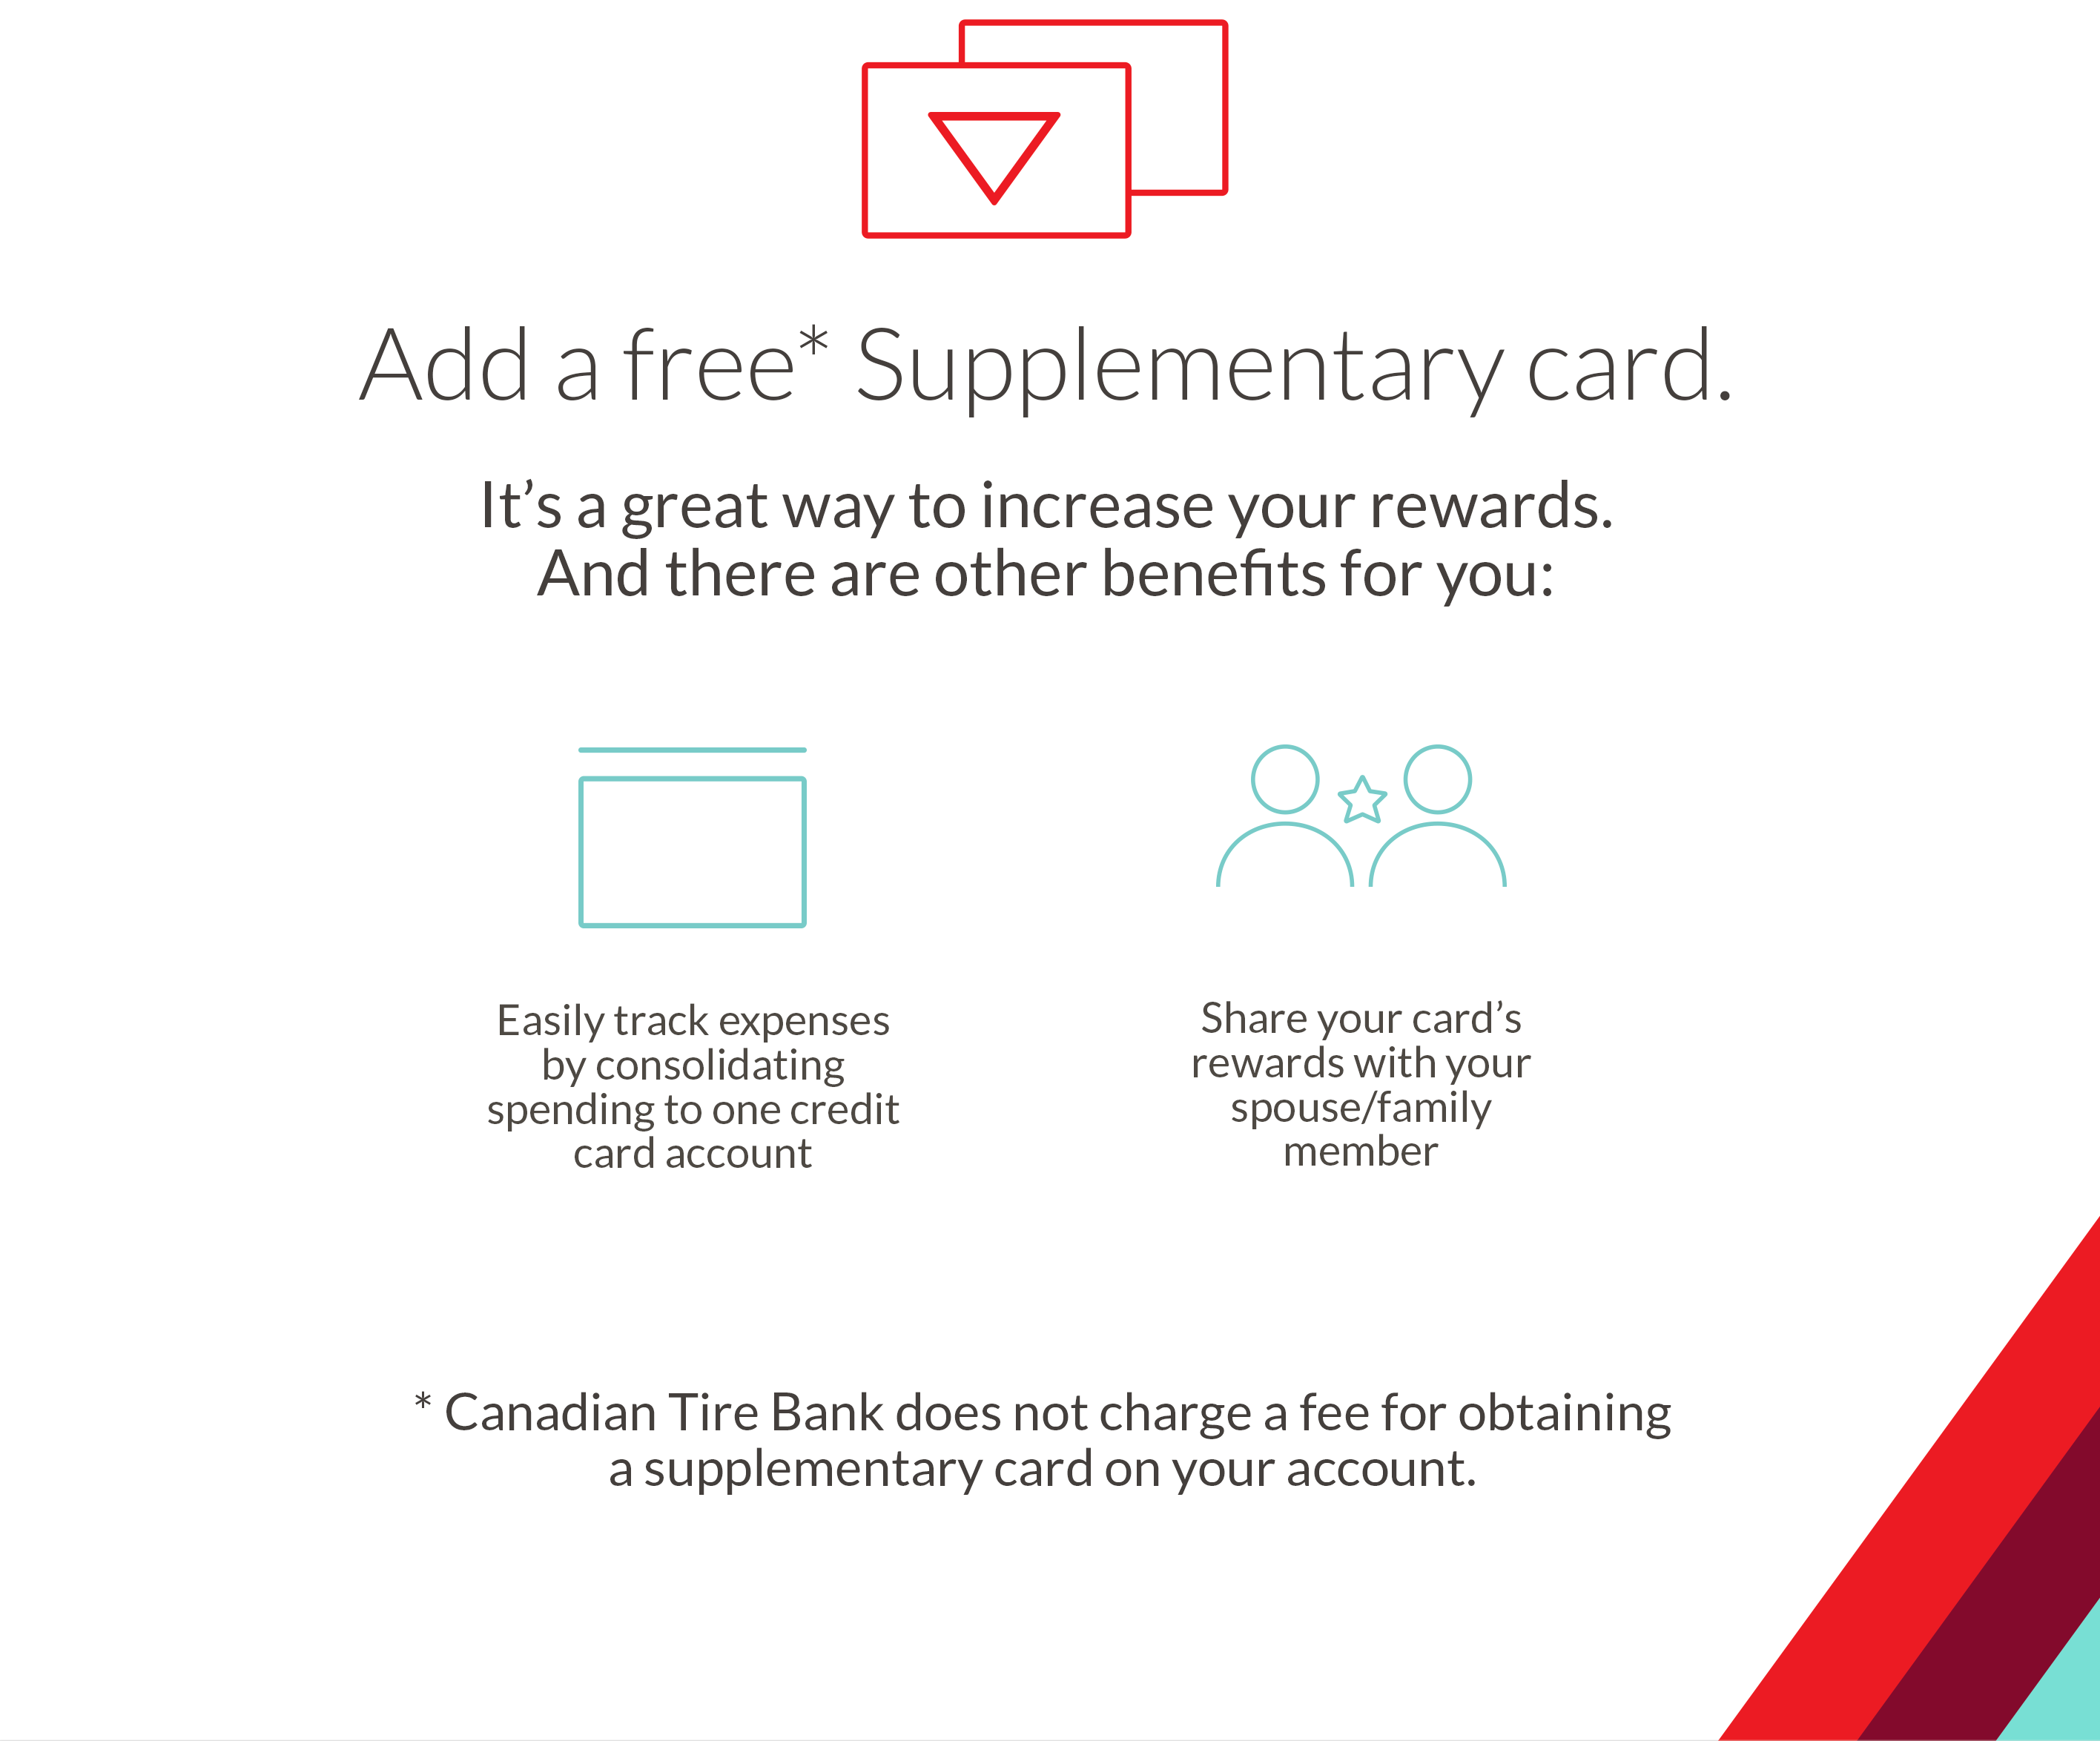 Add a free* Supplementary card.
It’s a great way to increase your rewards.
And there are other benefits for you:
Easily track expenses
by consolidating
spending to one credit
card account
Share your card’s
rewards with your
spouse/family
member
* Canadian Tire Bank does not charge a fee for obtaining
a supplementary card on your account.